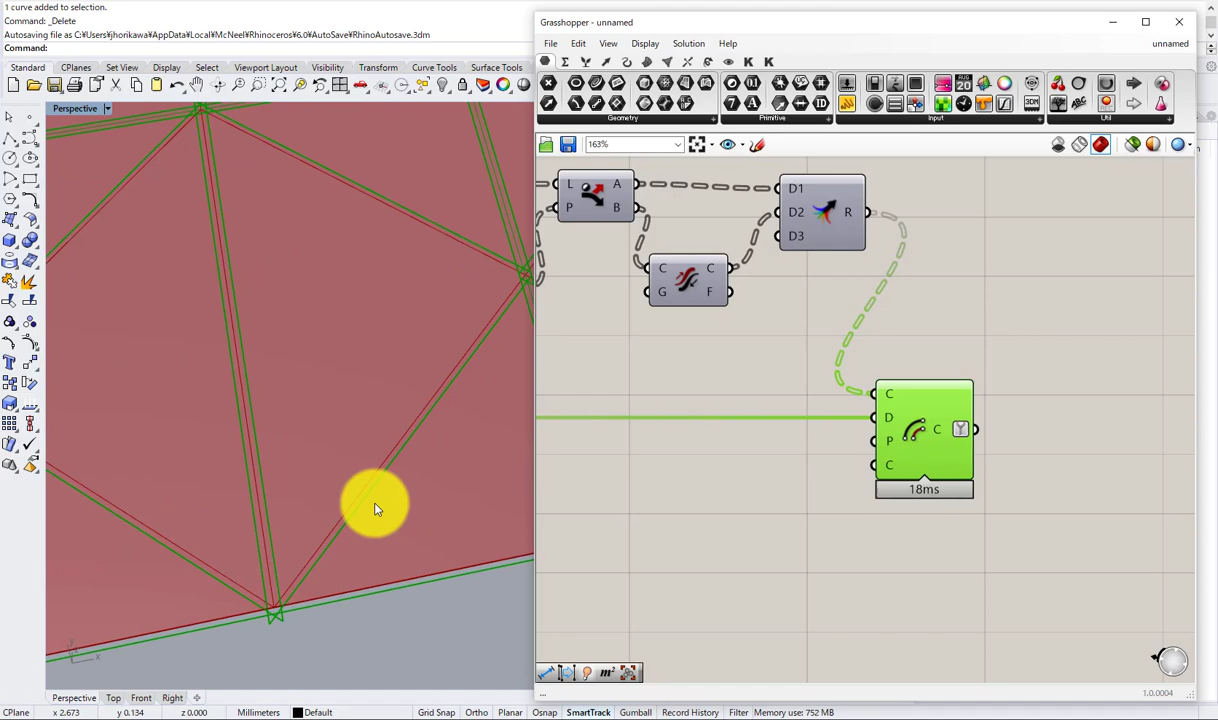 1 curve added to selection.
Command: _Delete
Autosaving file as C:¥Users¥jhorikawa¥AppData¥Local¥McNeel¥Rhinoceros¥6.0¥AutoSave¥RhinoAutosave.3dm
Command:
Standard CPlanes Set View Display Select Viewport Layout Visibility Transform Curve Tools Surface Tools
Perspective
Grasshopper - unnamed
File Edit View Display Solution Help unnamed
Geometry Primitive Input Util
163%
L A
P B
D1
D2 R
D3
C C
G F
C
D C
P
C
18ms
y
x
...
1.0.0004
Perspective Top Front Right
CPlane x 2.673 y 0.134 z 0.000 Millimeters Default Grid Snap Ortho Planar Osnap SmartTrack Gumball Record History Filter Memory use: 752 MB